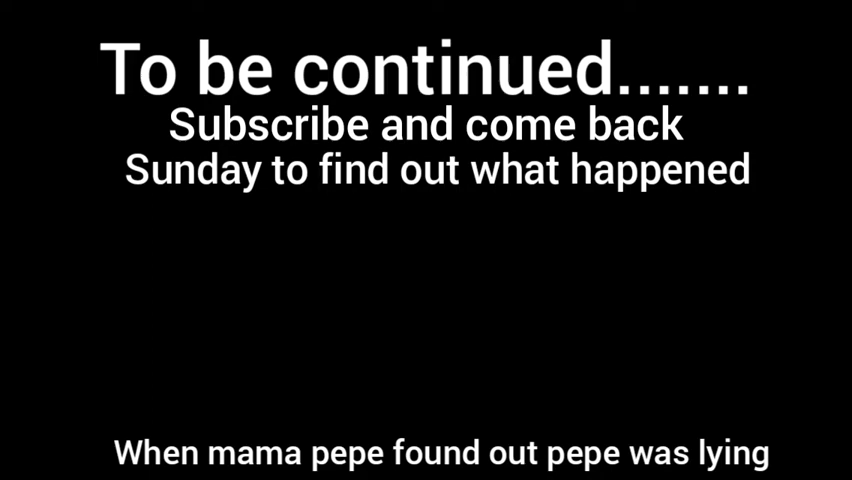 To be continued.......
Subscribe and come back
Sunday to find out what happened
When mama pepe found out pepe was lying